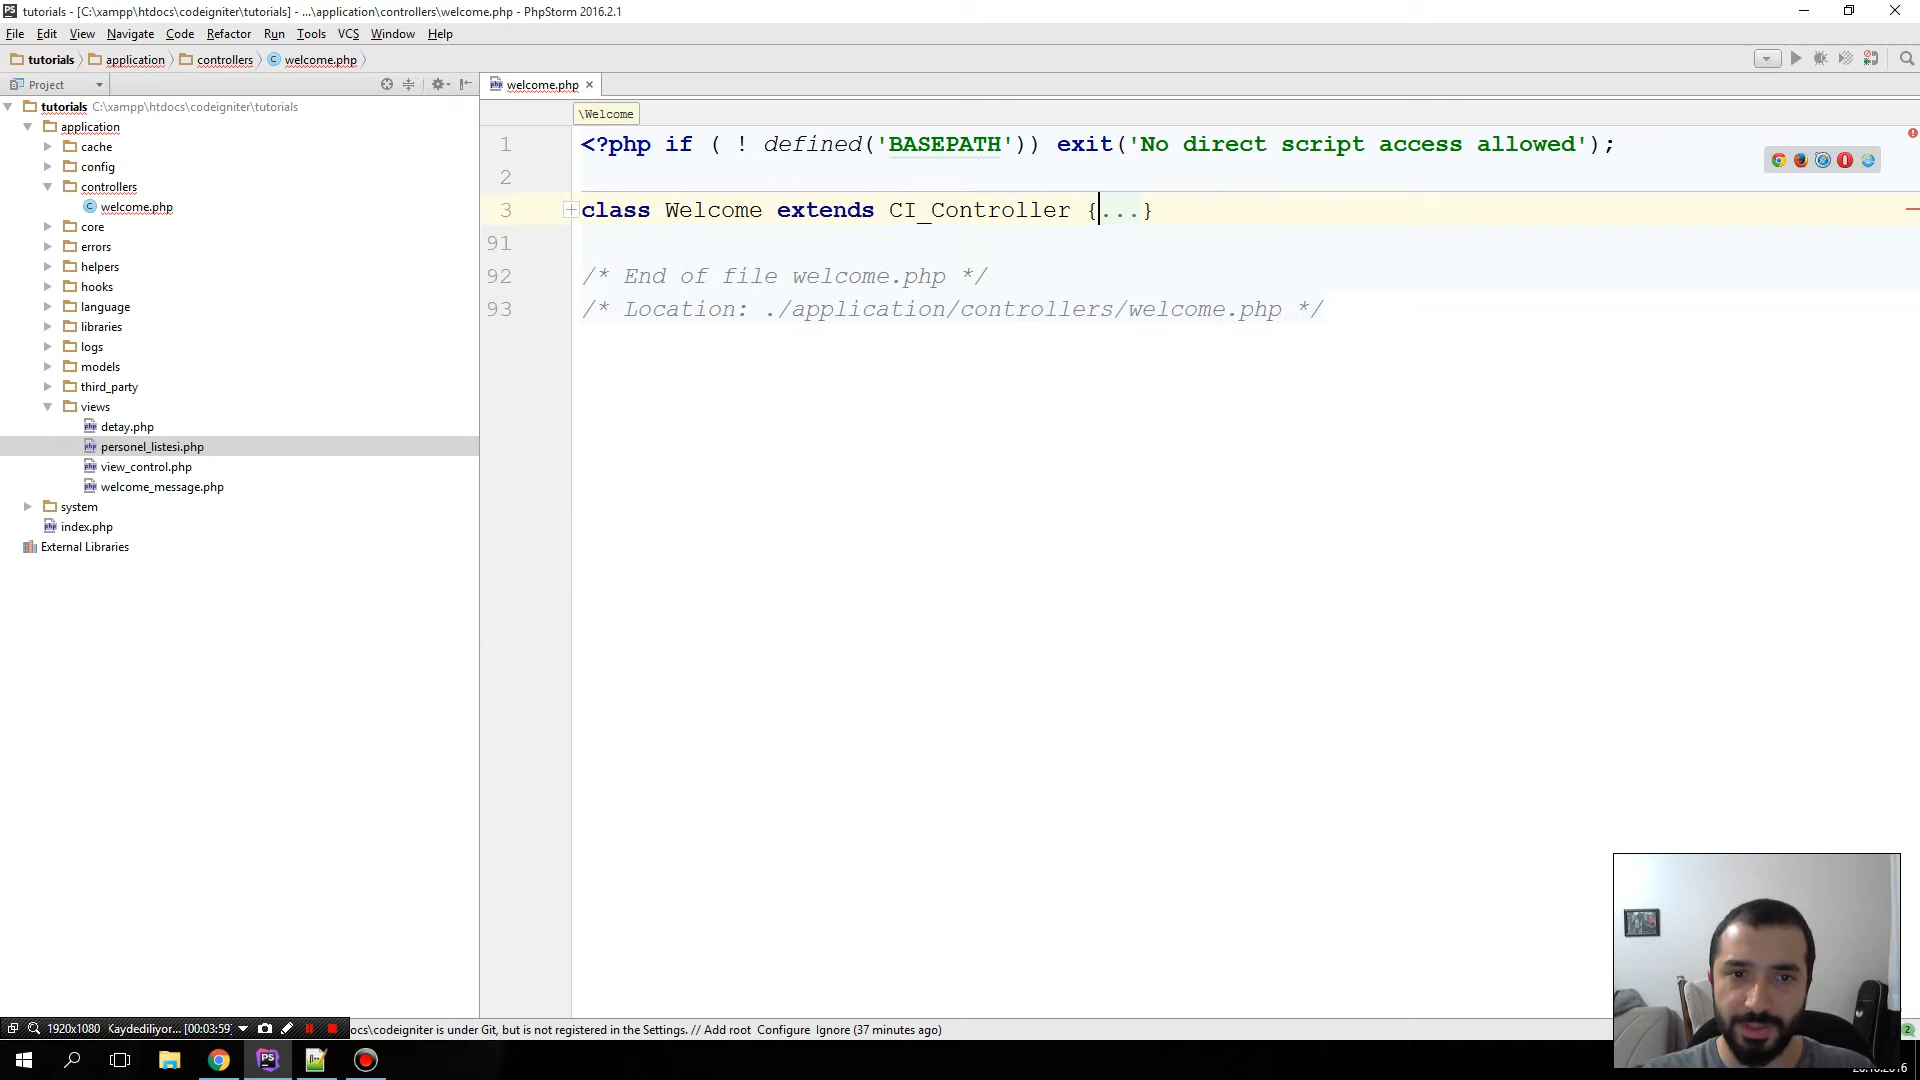 tutorials - [C:\xampp\htdocs\codeigniter\tutorials] - ...\application\controllers\welcome.php - PhpStorm 2016.2.1
File Edit View Navigate Code Refactor Run Tools VCS Window Help
tutorials application controllers welcome.php
Project
welcome.php
\Welcome
tutorials C:\xampp\htdocs\codeigniter\tutorials
application
cache
config
controllers
welcome.php
core
errors
helpers
hooks
language
libraries
logs
models
third_party
views
detay.php
personel_listesi.php
view_control.php
welcome_message.php
system
index.php
External Libraries
1 <?php if ( ! defined('BASEPATH')) exit('No direct script access allowed');
2
3 class Welcome extends CI_Controller {...}
91
92 /* End of file welcome.php */
93 /* Location: ./application/controllers/welcome.php */
1920x1080 Kaydediliyor... [00:03:59]
docs\codeigniter is under Git, but is not registered in the Settings. // Add root Configure Ignore (37 minutes ago)
2